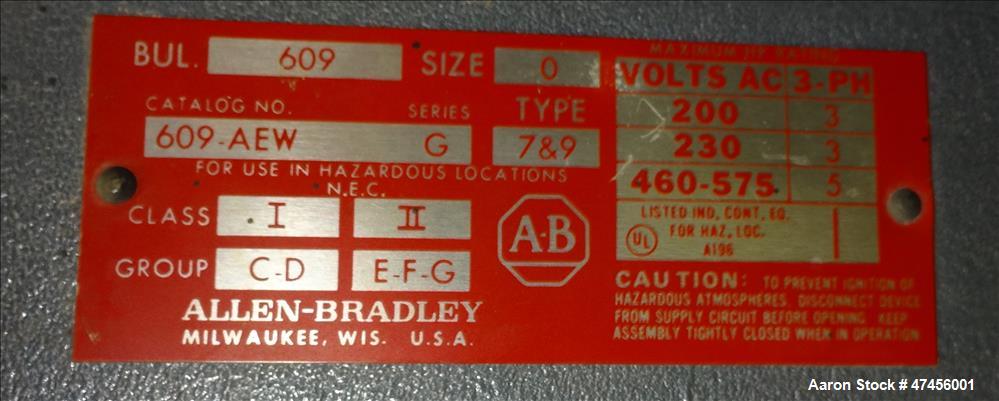 BUL. 609 SIZE 0
CATALOG NO. SERIES TYPE
609-AEW G 7&9
FOR USE IN HAZARDOUS LOCATIONS
N.E.C.
CLASS I II
GROUP C-D E-F-G
ALLEN-BRADLEY
MILWAUKEE, WIS. U.S.A.
A-B
MAXIMUM HP RATING
VOLTS AC 3-PH
200 3
230 3
460-575 5
LISTED IND. CONT. EQ.
UL FOR HAZ. LOC.
A196
CAUTION: TO PREVENT IGNITION OF
HAZARDOUS ATMOSPHERES, DISCONNECT DEVICE
FROM SUPPLY CIRCUIT BEFORE OPENING. KEEP
ASSEMBLY TIGHTLY CLOSED WHEN IN OPERATION
Aaron Stock # 47456001